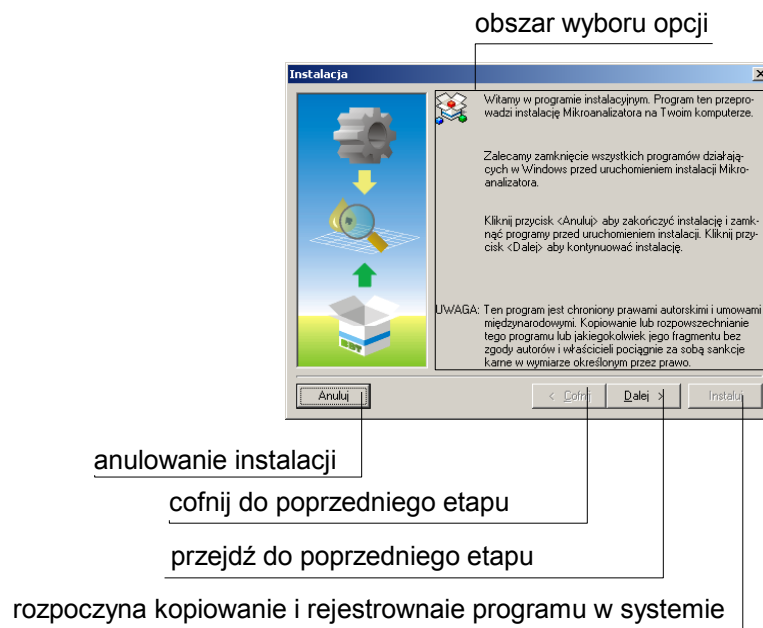 obszar wyboru opcji
Instalacja
Witamy w programie instalacyjnym. Program ten przepro-
wadzi instalację Mikroanalizatora na Twoim komputerze.
Zalecamy zamknięcie wszystkich programów działają-
cych w Windows przed uruchomieniem instalacji Mikro-
analizatora.
Kliknij przycisk <Anuluj> aby zakończyć instalację i zamk-
nąć programy przed uruchomieniem instalacji. Kliknij przy-
cisk <Dalej> aby kontynuować instalację.
UWAGA: Ten program jest chroniony prawami autorskimi i umowami
międzynarodowymi. Kopiowanie lub rozpowszechnianie
tego programu lub jakiegokolwiek jego fragmentu bez
zgody autorów i właścicieli pociągnie za sobą sankcje
karne w wymiarze określonym przez prawo.
Anuluj
< Cofnij
Dalej >
Instaluj
anulowanie instalacji
cofnij do poprzedniego etapu
przejdź do poprzedniego etapu
rozpoczyna kopiowanie i rejestrownaie programu w systemie